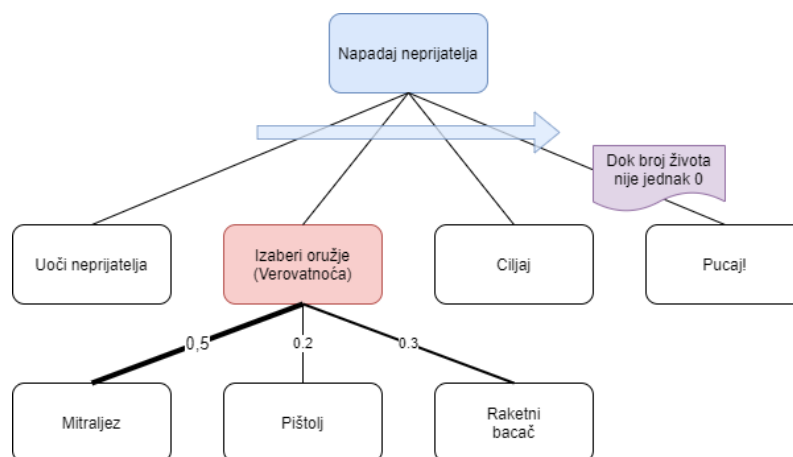 Napadaj neprijatelja
Dok broj života
nije jednak 0
Uoči neprijatelja
Izaberi oružje
(Verovatnoća)
Ciljaj
Pucaj!
0,5
0.2
0.3
Mitraljez
Pištolj
Raketni
bacač